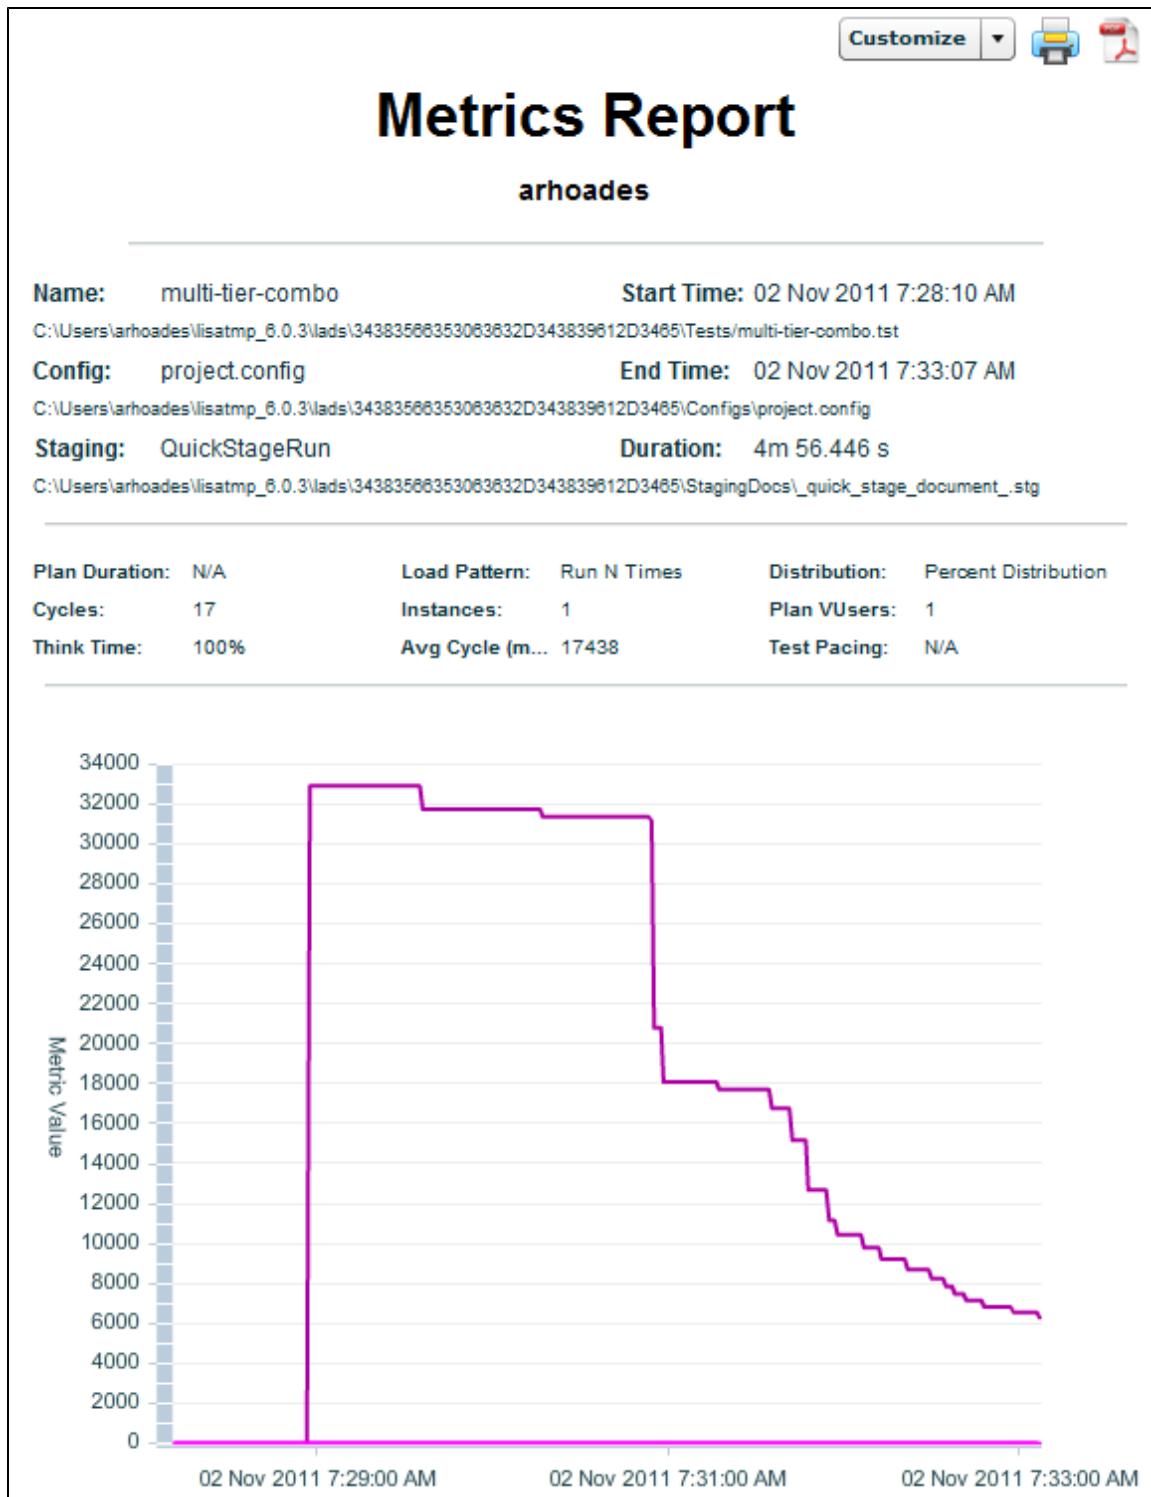 Customize
Metrics Report
arhoades
Name: multi-tier-combo Start Time: 02 Nov 2011 7:28:10 AM
C:\Users\arhoades\lisatmp_6.0.3\lads\34383566353063632D343839612D3465\Tests/multi-tier-combo.tst
Config: project.config End Time: 02 Nov 2011 7:33:07 AM
C:\Users\arhoades\lisatmp_6.0.3\lads\34383566353063632D343839612D3465\Configs\project.config
Staging: QuickStageRun Duration: 4m 56.446 s
C:\Users\arhoades\lisatmp_6.0.3\lads\34383566353063632D343839612D3465\StagingDocs\_quick_stage_document_.stg
Plan Duration: N/A Load Pattern: Run N Times Distribution: Percent Distribution
Cycles: 17 Instances: 1 Plan VUsers: 1
Think Time: 100% Avg Cycle (m... 17438 Test Pacing: N/A
34000
32000
30000
28000
26000
24000
22000
20000
18000
16000
14000
12000
10000
8000
6000
4000
2000
0
Metric Value
02 Nov 2011 7:29:00 AM 02 Nov 2011 7:31:00 AM 02 Nov 2011 7:33:00 AM